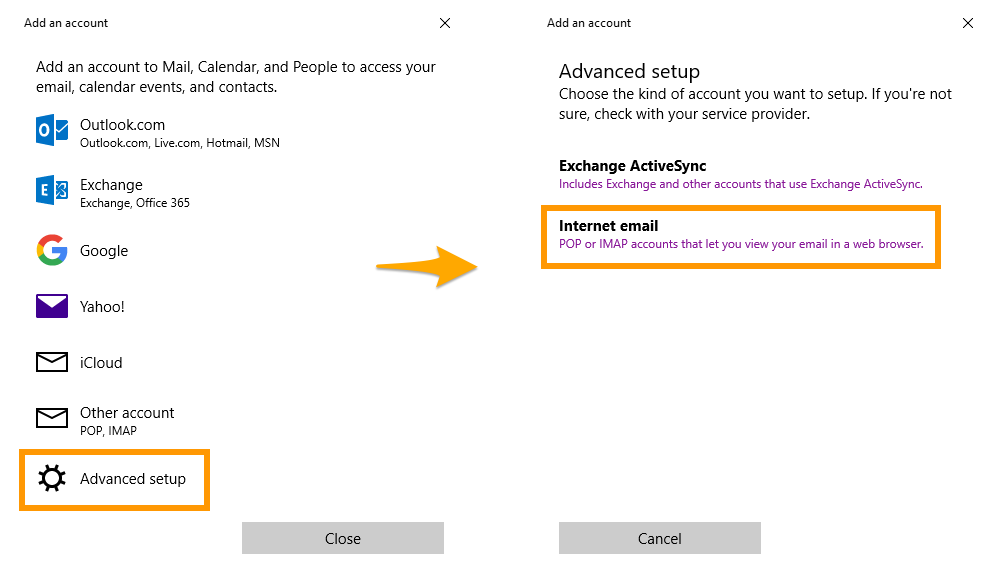 Add an account
Add an account to Mail, Calendar, and People to access your
email, calendar events, and contacts.
Outlook.com
Outlook.com, Live.com, Hotmail, MSN
Exchange
Exchange, Office 365
Google
Yahoo!
iCloud
Other account
POP, IMAP
Advanced setup
Close
Add an account
Advanced setup
Choose the kind of account you want to setup. If you're not
sure, check with your service provider.
Exchange ActiveSync
Includes Exchange and other accounts that use Exchange ActiveSync.
Internet email
POP or IMAP accounts that let you view your email in a web browser.
Cancel